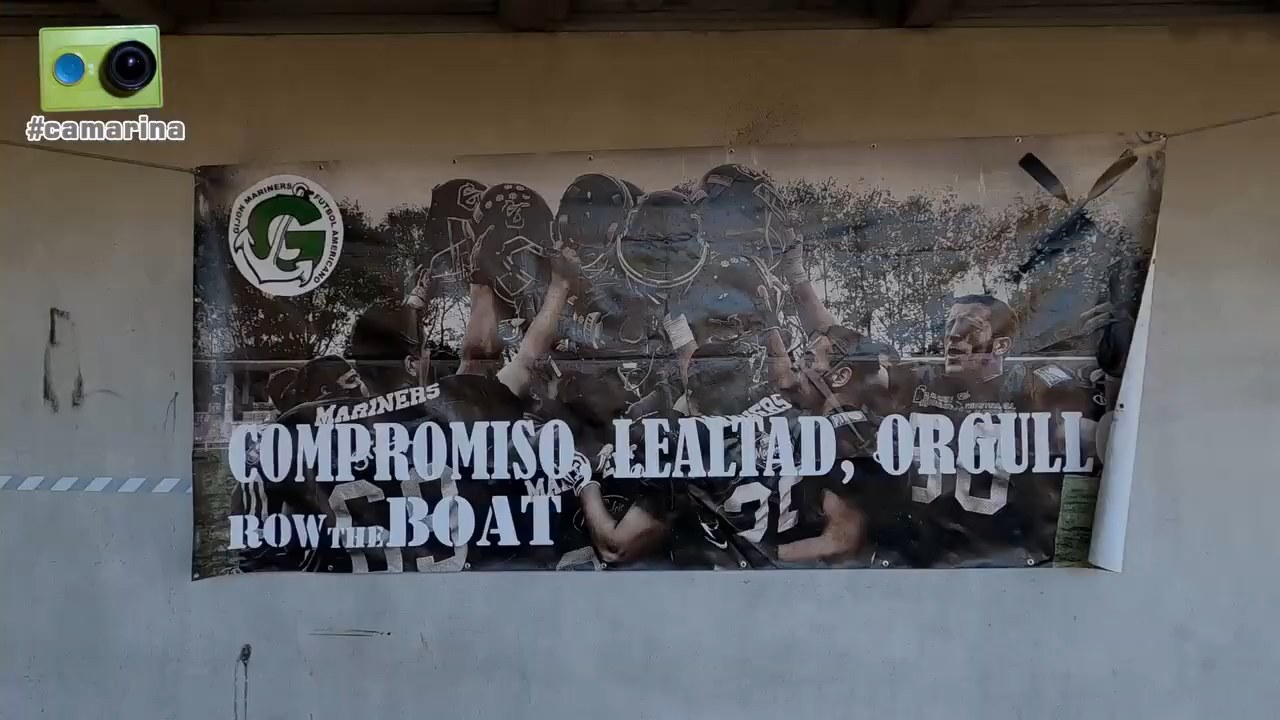 #camarina
GIJON MARINERS FUTBOL AMERICANO
G
MARINERS
COMPROMISO, LEALTAD, ORGULL
ROW THE BOAT